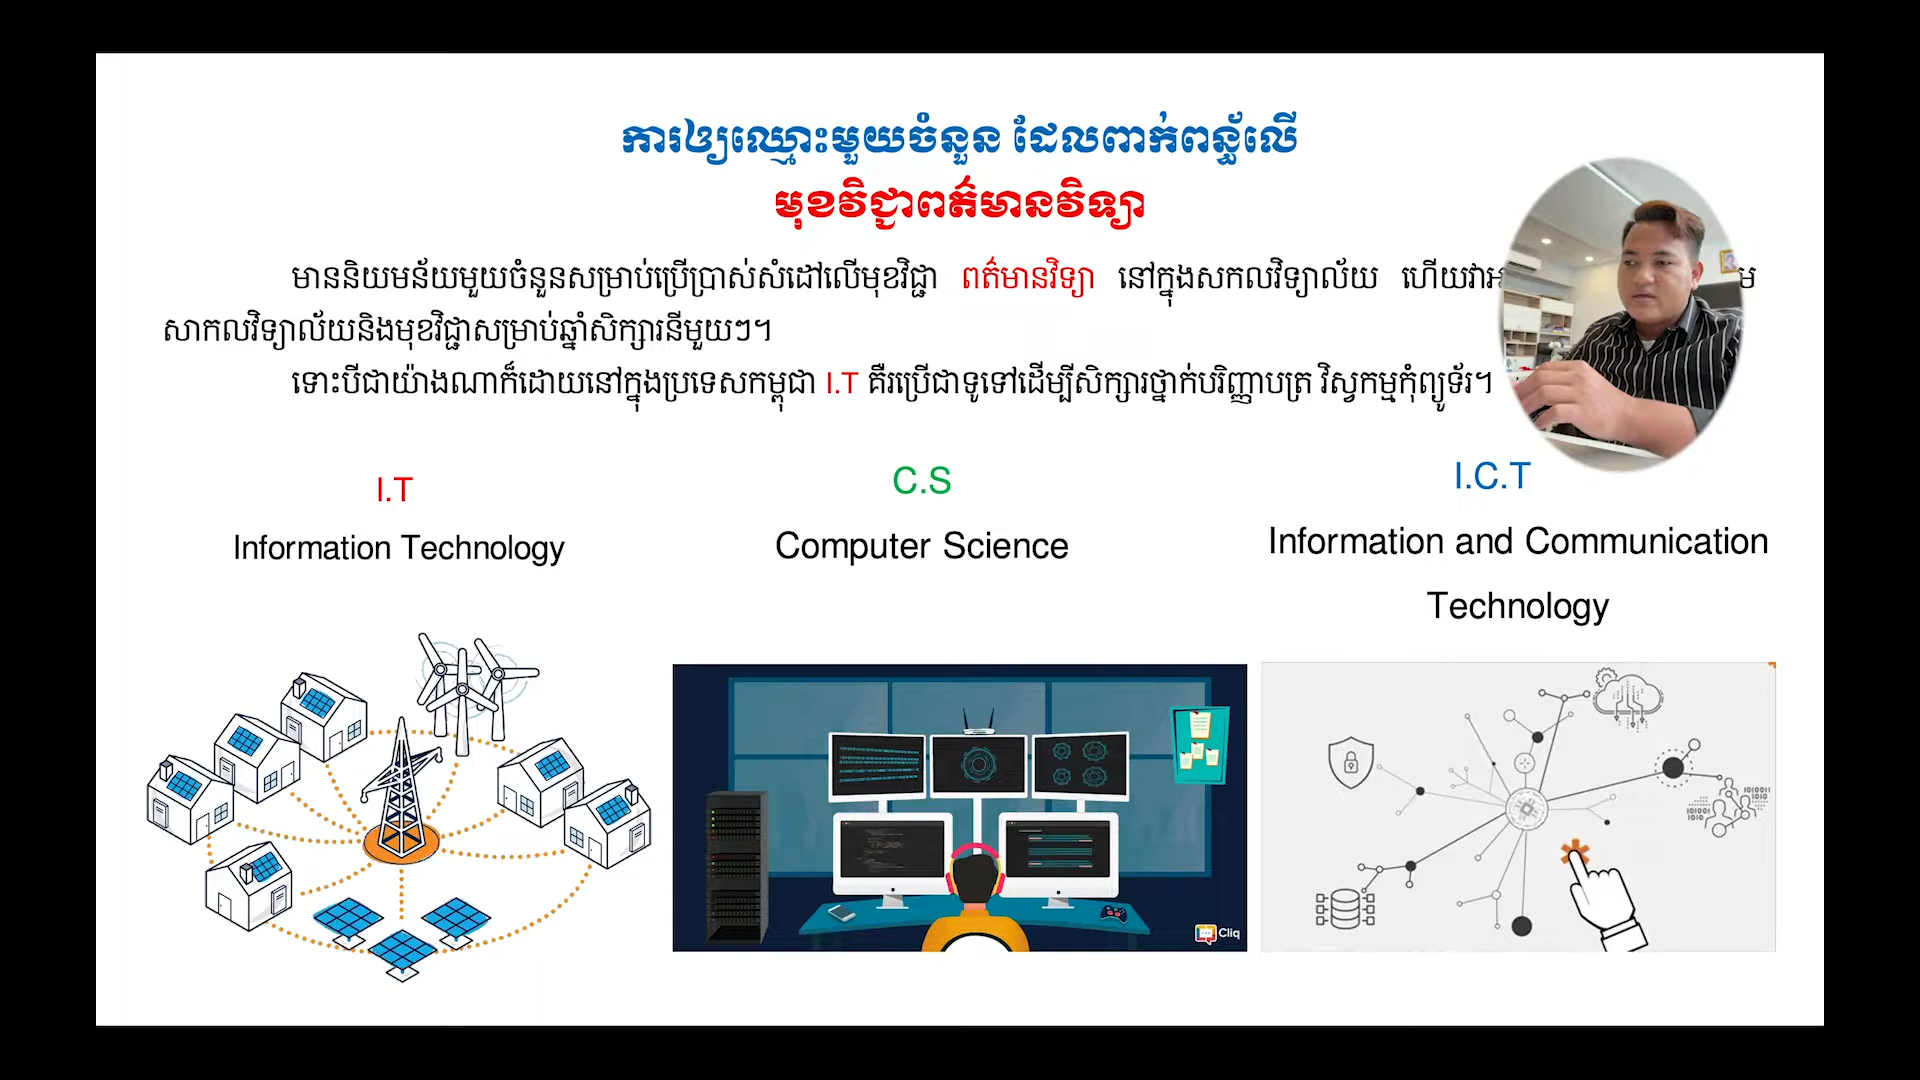 ការឲ្យឈ្មោះមួយចំនួន ដែលពាក់ពន្ធ័លើ
មុខវិជ្ជាពត៌មានវិទ្យា
មាននិយមន័យមួយចំនួនសម្រាប់ប្រើប្រាស់សំដៅលើមុខវិជ្ជា ពត៌មានវិទ្យា នៅក្នុងសកលវិទ្យាល័យ ហើយវាអ
សាកលវិទ្យាល័យនិងមុខវិជ្ជាសម្រាប់ឆ្នាំសិក្សារនីមួយៗ។
ទោះបីជាយ៉ាងណាក៏ដោយនៅក្នុងប្រទេសកម្ពុជា I.T គឺរប្រើជាទូទៅដើម្បីសិក្សារថ្នាក់បរិញ្ញាបត្រ វិស្វកម្មកុំព្យូទ័រ។
I.T
C.S
I.C.T
Information Technology
Computer Science
Information and Communication
Technology
Cliq